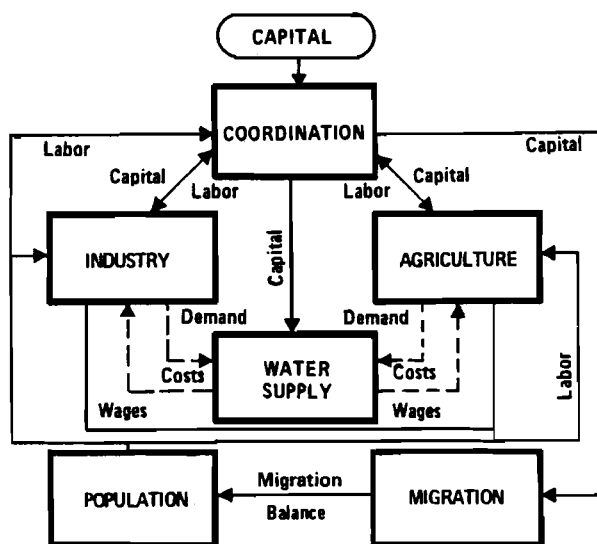 CAPITAL
COORDINATION
Labor
Capital
Capital
Labor
Labor
Capital
INDUSTRY
Capital
AGRICULTURE
Demand
Demand
WATER
SUPPLY
Costs
Costs
Wages
Wages
Labor
POPULATION
Migration
Balance
MIGRATION